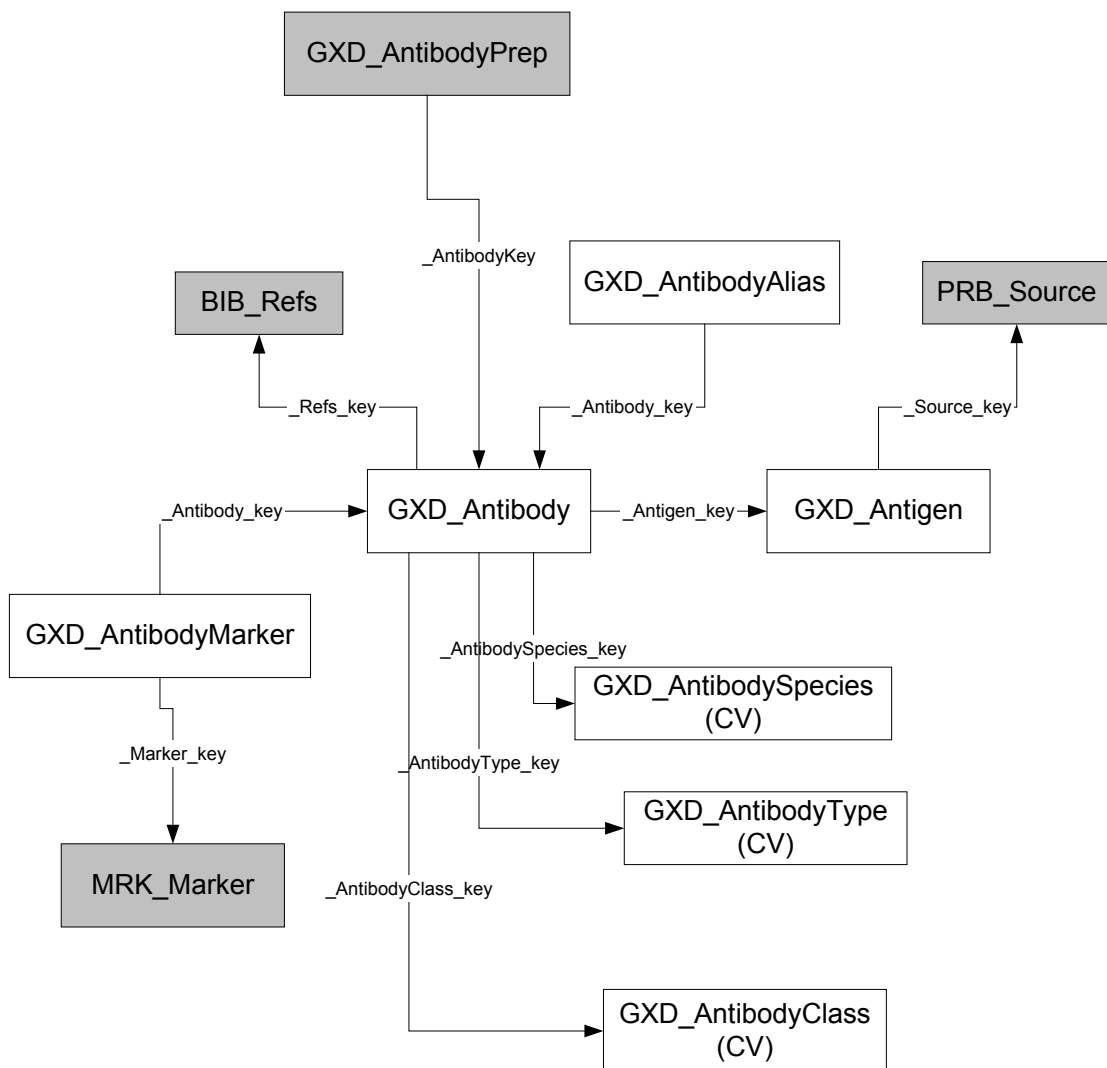 GXD_AntibodyPrep
_AntibodyKey
GXD_AntibodyAlias
PRB_Source
BIB_Refs
_Refs_key
_Antibody_key
_Source_key
_Antibody_key
GXD_Antibody
_Antigen_key
GXD_Antigen
GXD_AntibodyMarker
_AntibodySpecies_key
GXD_AntibodySpecies
(CV)
_Marker_key
_AntibodyType_key
GXD_AntibodyType
(CV)
MRK_Marker
_AntibodyClass_key
GXD_AntibodyClass
(CV)